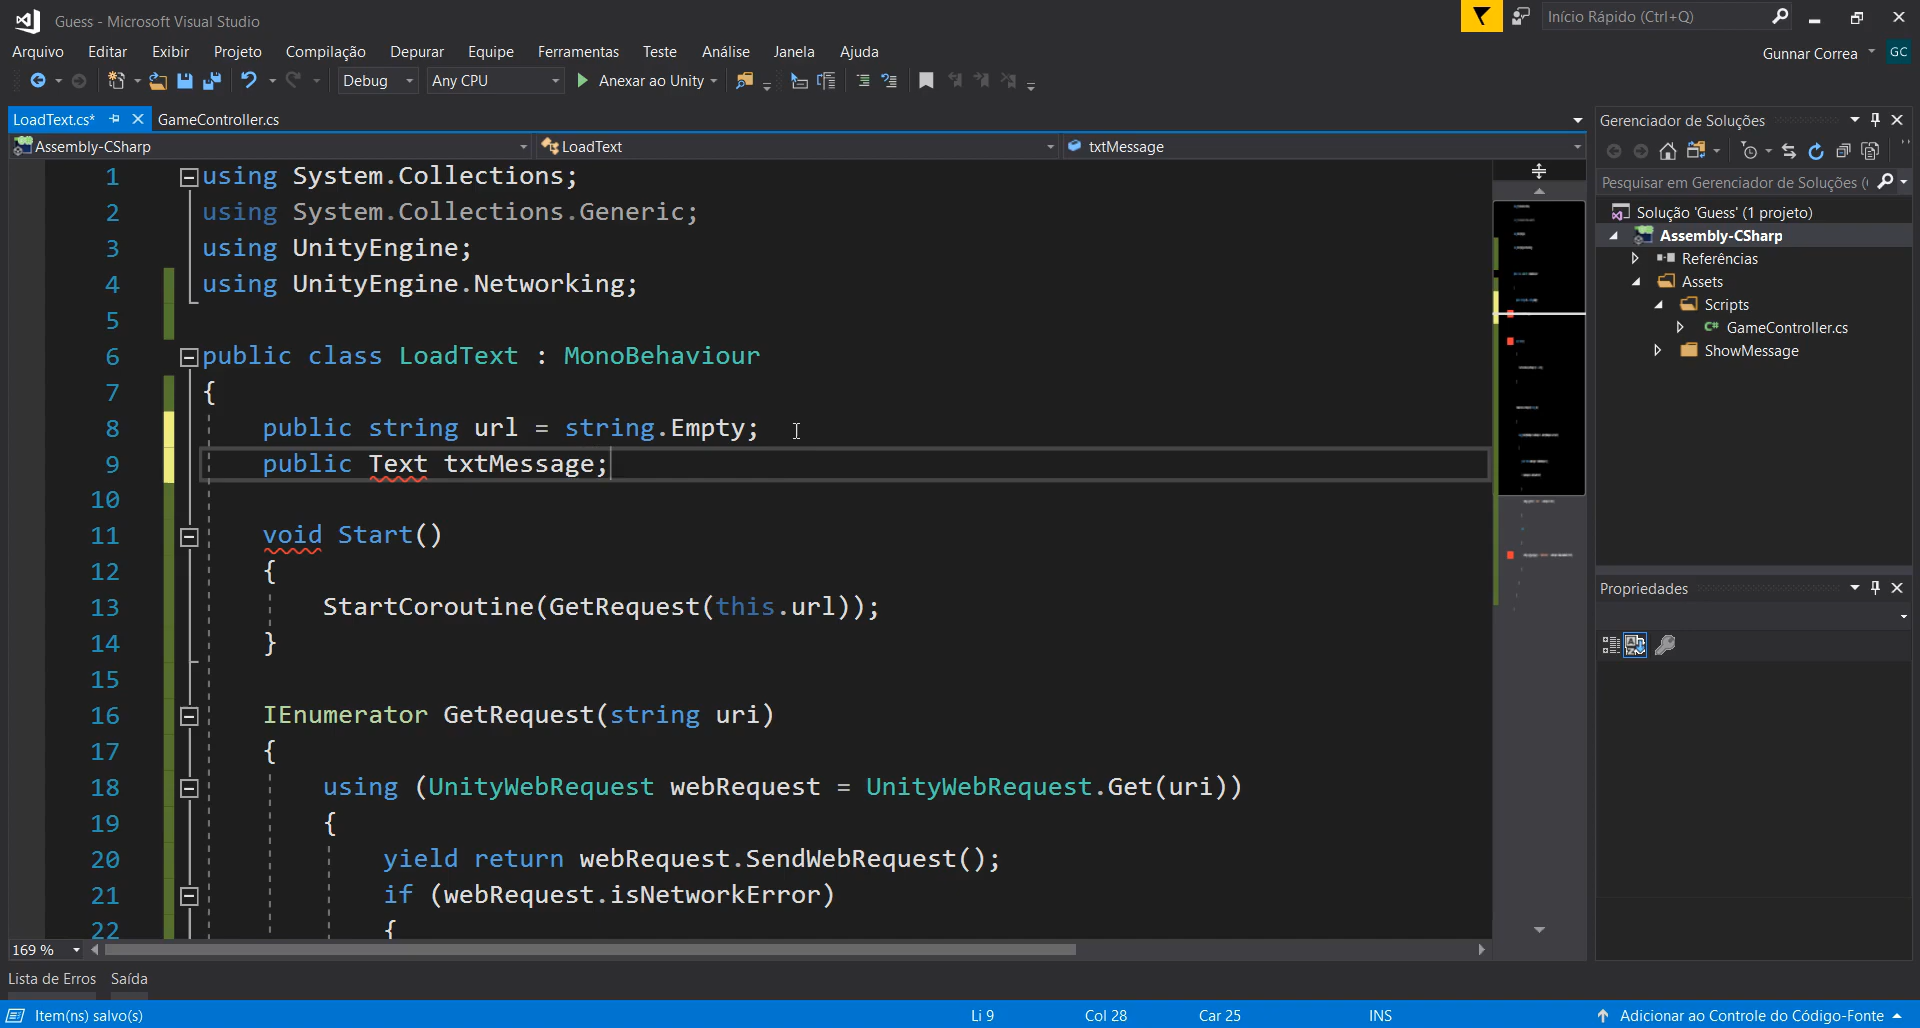 Guess - Microsoft Visual Studio
Início Rápido (Ctrl+Q)
Arquivo Editar Exibir Projeto Compilação Depurar Equipe Ferramentas Teste Análise Janela Ajuda
Gunnar Correa GC
Debug Any CPU Anexar ao Unity
LoadText.cs* GameController.cs
Assembly-CSharp LoadText txtMessage
1 using System.Collections;
2 using System.Collections.Generic;
3 using UnityEngine;
4 using UnityEngine.Networking;
5
6 public class LoadText : MonoBehaviour
7 {
8 public string url = string.Empty;
9 public Text txtMessage;
10
11 void Start()
12 {
13 StartCoroutine(GetRequest(this.url));
14 }
15
16 IEnumerator GetRequest(string uri)
17 {
18 using (UnityWebRequest webRequest = UnityWebRequest.Get(uri))
19 {
20 yield return webRequest.SendWebRequest();
21 if (webRequest.isNetworkError)
22 {
169 %
Gerenciador de Soluções
Pesquisar em Gerenciador de Soluções (
Solução 'Guess' (1 projeto)
Assembly-CSharp
Referências
Assets
Scripts
C# GameController.cs
ShowMessage
Propriedades
Lista de Erros Saída
Item(ns) salvo(s) Li 9 Col 28 Car 25 INS Adicionar ao Controle do Código-Fonte